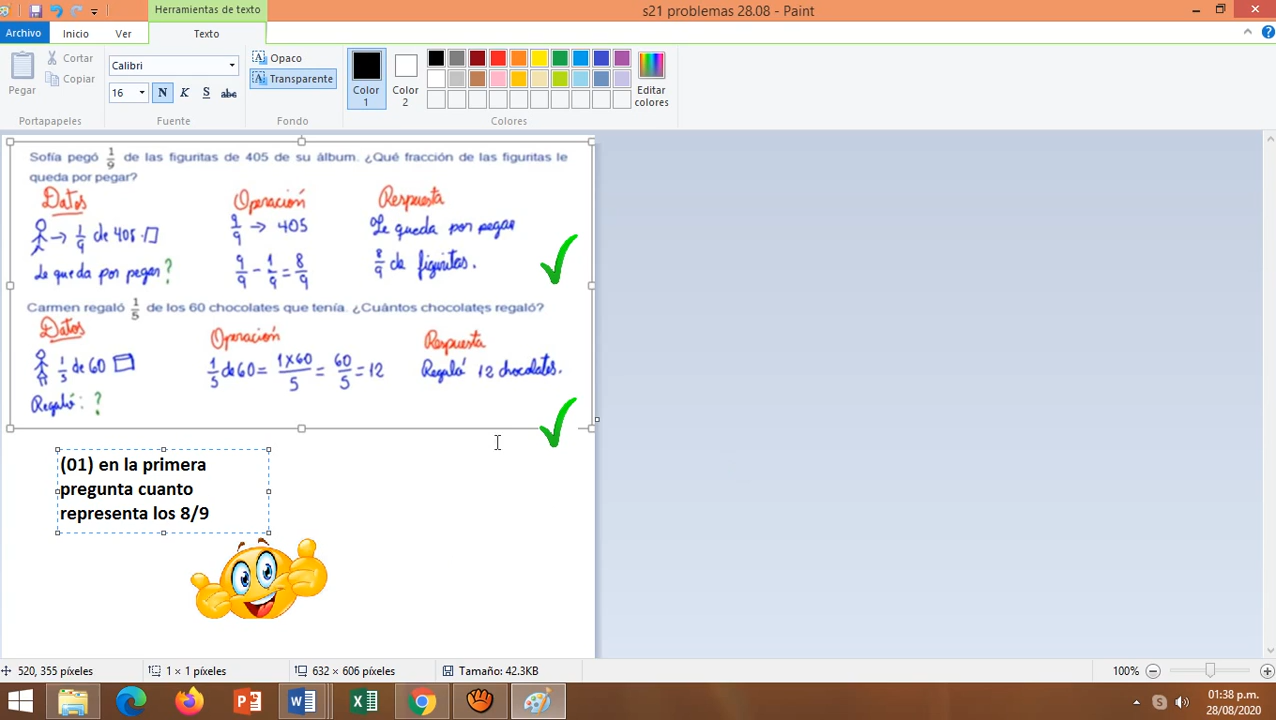 Herramientas de texto
s21 problemas 28.08 - Paint
Archivo Inicio Ver Texto
Pegar
Cortar
Copiar
Portapapeles
Calibri
16 N K S abc
Fuente
A Opaco
A Transparente
Fondo
Color 1
Color 2
Editar colores
Colores
Sofía pegó 1/9 de las figuritas de 405 de su álbum. ¿Qué fracción de las figuritas le
queda por pegar?
Datos Operación Respuesta
→ 1/9 de 405 9/9 → 405 Le queda por pegar
Le queda por pegar? 9/9 - 1/9 = 8/9 8/9 de figuritas.
Carmen regaló 1/5 de los 60 chocolates que tenía. ¿Cuántos chocolates regaló?
Datos Operación Respuesta
1/5 de 60 1/5 de 60 = 1x60/5 = 60/5 = 12 Regaló 12 chocolates.
Regaló: ?
(01) en la primera
pregunta cuanto
representa los 8/9
520, 355 píxeles 1 × 1 píxeles 632 × 606 píxeles Tamaño: 42.3KB 100%
01:38 p.m.
28/08/2020